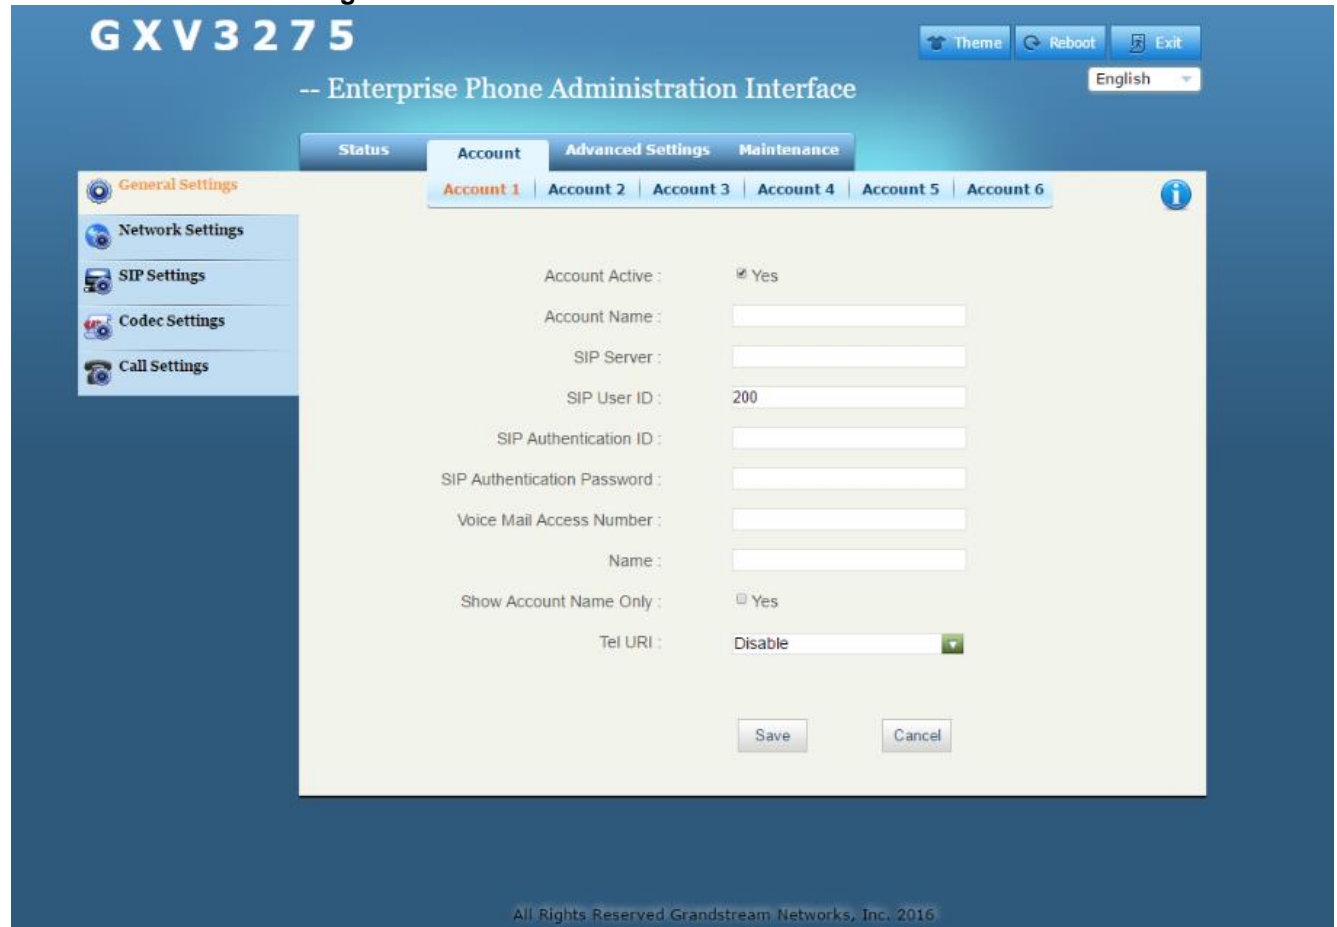 GXV3275
Theme Reboot Exit
-- Enterprise Phone Administration Interface
English
Status Account Advanced Settings Maintenance
General Settings
Account 1 Account 2 Account 3 Account 4 Account 5 Account 6
Network Settings
SIP Settings
Codec Settings
Call Settings
Account Active : Yes
Account Name :
SIP Server :
SIP User ID : 200
SIP Authentication ID :
SIP Authentication Password :
Voice Mail Access Number :
Name :
Show Account Name Only : Yes
Tel URI : Disable
Save Cancel
All Rights Reserved Grandstream Networks, Inc. 2016